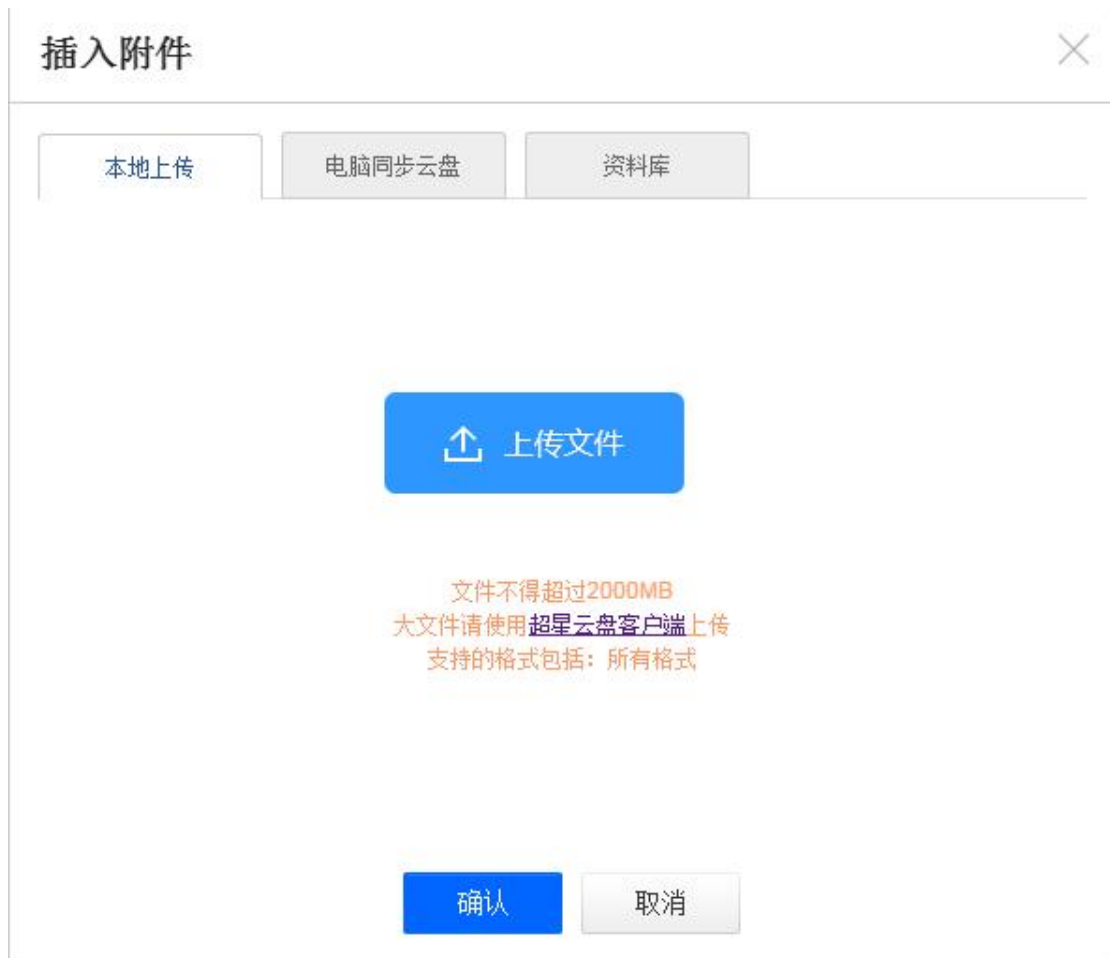 插入附件
本地上传 电脑同步云盘 资料库
上传文件
文件不得超过2000MB
大文件请使用超星云盘客户端上传
支持的格式包括：所有格式
确认 取消